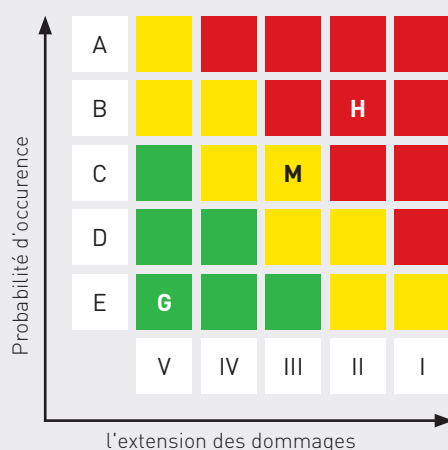 Probabilité d'occurence
A
B H
C M
D
E G
V IV III II I
l'extension des dommages